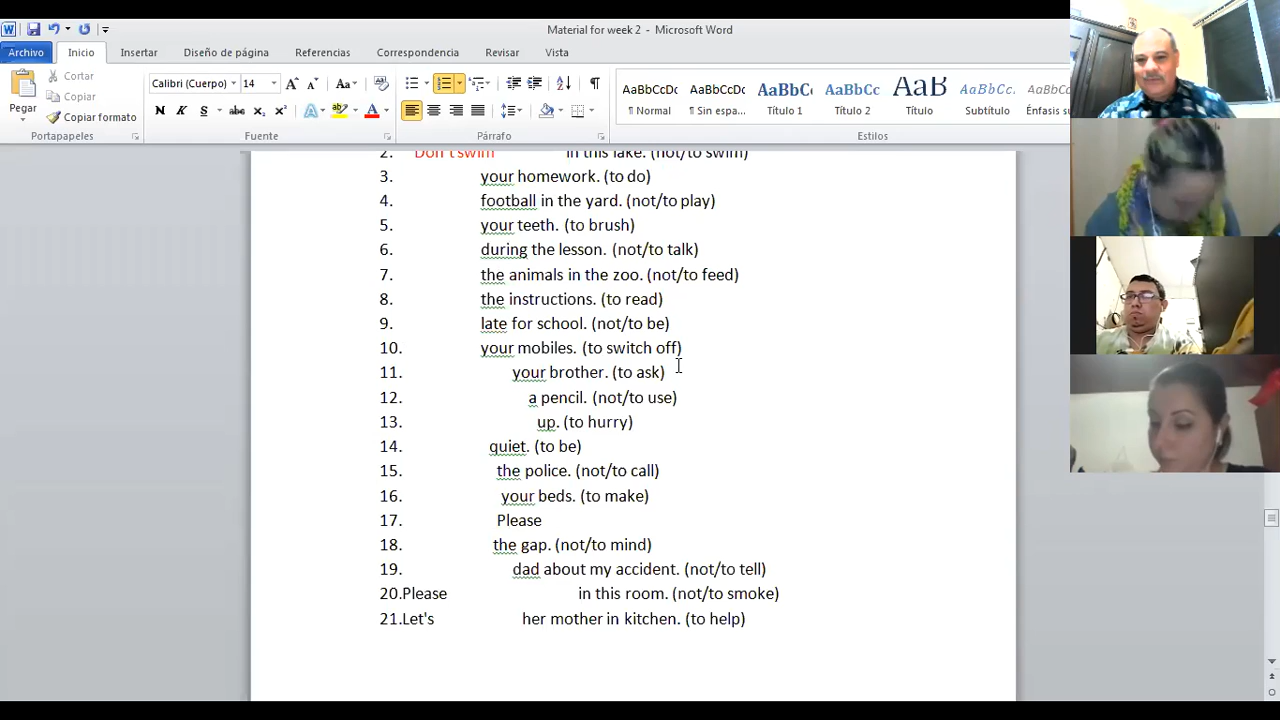 Material for week 2 - Microsoft Word
Archivo Inicio Insertar Diseño de página Referencias Correspondencia Revisar Vista
Cortar
Copiar
Pegar
Copiar formato
Calibri (Cuerpo) 14
Portapapeles Fuente Párrafo Estilos
AaBbCcDc AaBbCcDc AaBbC AaBbCc AaB AaBbCc. AaBbCcDc
¶ Normal ¶ Sin espa... Título 1 Título 2 Título Subtítulo Énfasis sutil
2. Don't swim in this lake. (not/to swim)
3. your homework. (to do)
4. football in the yard. (not/to play)
5. your teeth. (to brush)
6. during the lesson. (not/to talk)
7. the animals in the zoo. (not/to feed)
8. the instructions. (to read)
9. late for school. (not/to be)
10. your mobiles. (to switch off)
11. your brother. (to ask)
12. a pencil. (not/to use)
13. up. (to hurry)
14. quiet. (to be)
15. the police. (not/to call)
16. your beds. (to make)
17. Please
18. the gap. (not/to mind)
19. dad about my accident. (not/to tell)
20.Please in this room. (not/to smoke)
21.Let's her mother in kitchen. (to help)